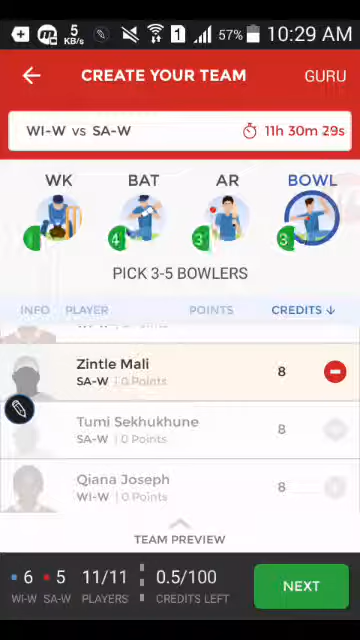 5 KB/s 1 57% 10:29 AM
CREATE YOUR TEAM GURU
WI-W vs SA-W 11h 30m 29s
WK BAT AR BOWL
4 3 3
PICK 3-5 BOWLERS
INFO PLAYER POINTS CREDITS ↓
Zintle Mali 8
SA-W | 0 Points
Tumi Sekhukhune 8
SA-W | 0 Points
Qiana Joseph 8
WI-W | 0 Points
TEAM PREVIEW
6 5 11/11 0.5/100 NEXT
WI-W SA-W PLAYERS CREDITS LEFT